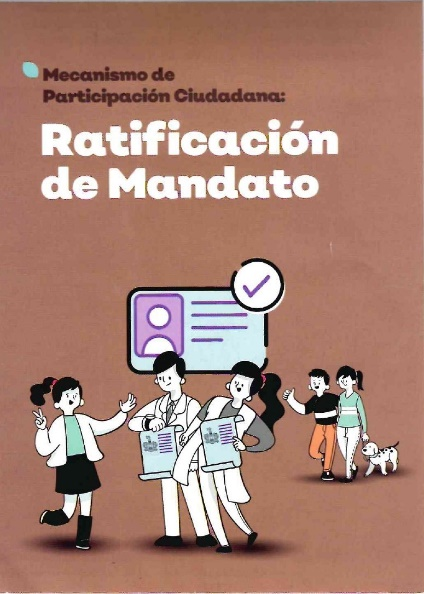 Mecanismo de
Participación Ciudadana:
Ratificación
de Mandato